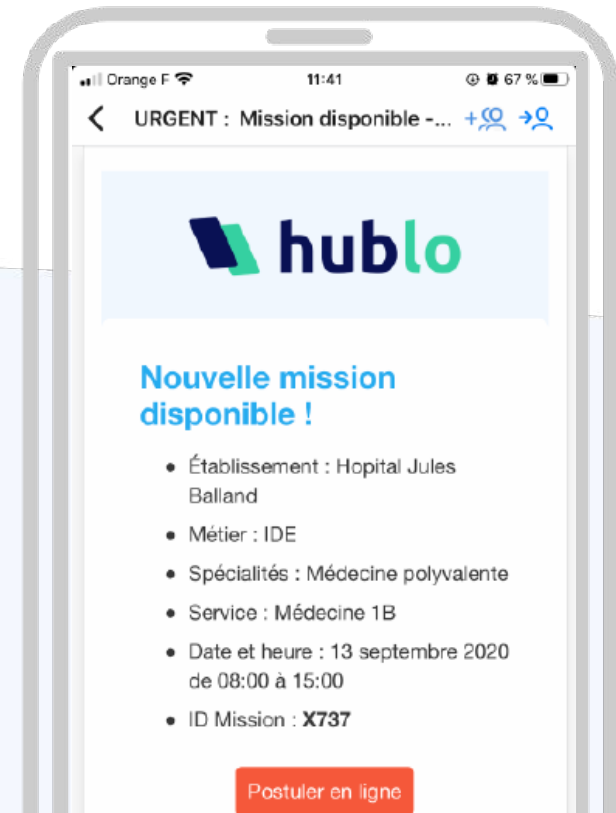 Orange F 11:41 67 %
URGENT : Mission disponible -...
hublo
Nouvelle mission
disponible !
• Établissement : Hopital Jules
Balland
• Métier : IDE
• Spécialités : Médecine polyvalente
• Service : Médecine 1B
• Date et heure : 13 septembre 2020
de 08:00 à 15:00
• ID Mission : X737
Postuler en ligne